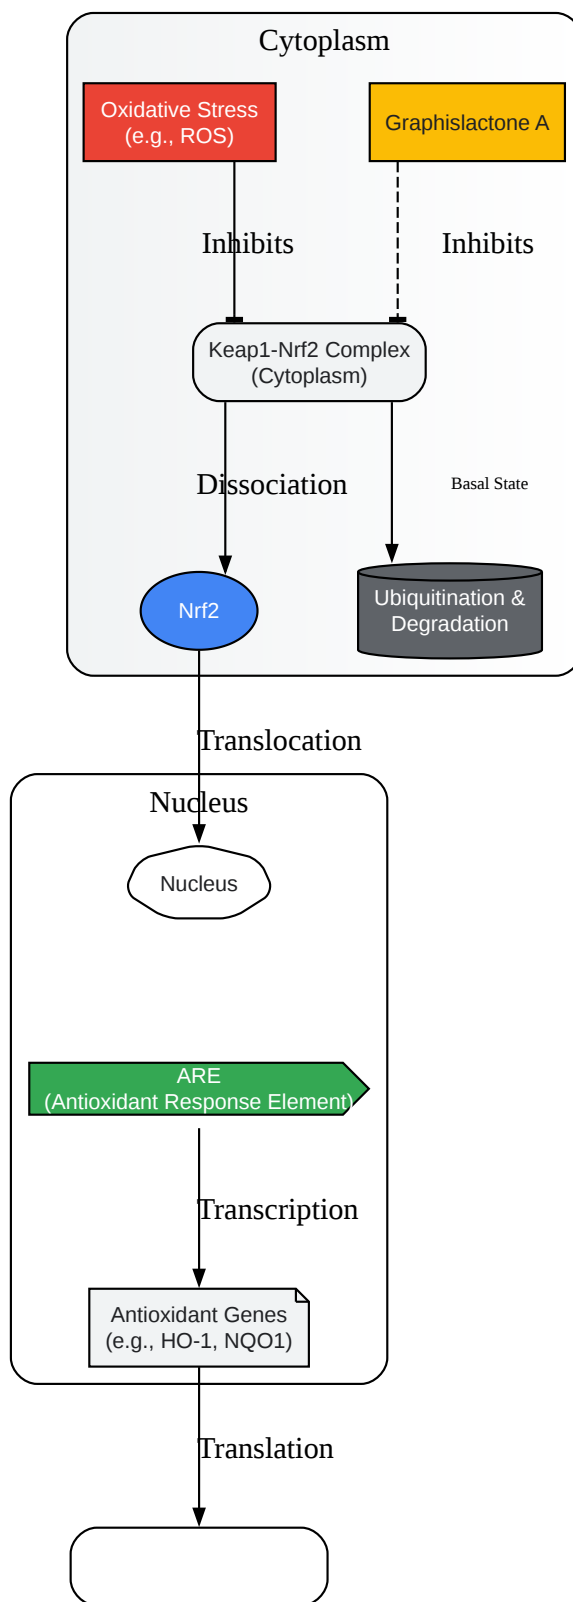 Cytoplasm
Oxidative Stress
(e.g., ROS)
Graphislactone A
Inhibits
Inhibits
Keap1-Nrf2 Complex
(Cytoplasm)
Dissociation
Basal State
Nrf2
Ubiquitination &
Degradation
Translocation
Nucleus
Nucleus
ARE
(Antioxidant Response Element)
Transcription
Antioxidant Genes
(e.g., HO-1, NQO1)
Translation